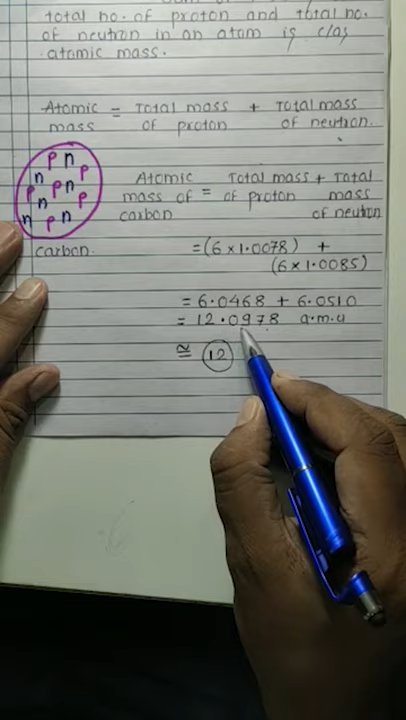 total no. of proton and total no.
of neutron in an atom is c/as
atomic mass.
Atomic mass = Total mass of proton + Total mass of neutron.
p n
n p
p p n
n p
n p n
carbon.
Atomic mass of carbon = Total mass of proton + Total mass of neutron
= (6 × 1.0078) +
(6 × 1.0085)
= 6.0468 + 6.0510
= 12.0978 a.m.u
≅ 12